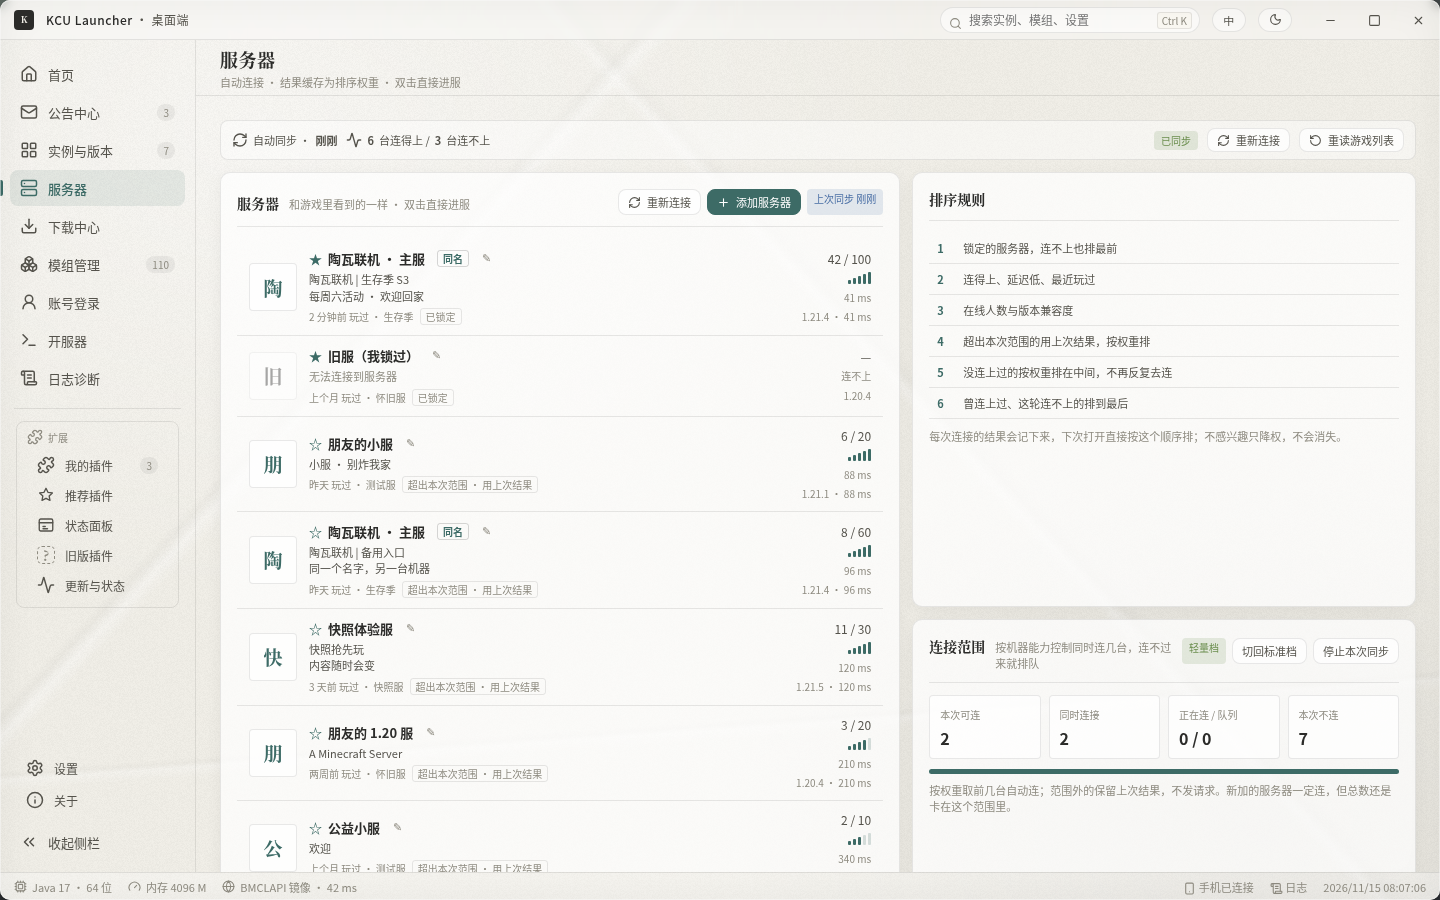 K
KCU Launcher · 桌面端
搜索实例、模组、设置
Ctrl K
中
首页
公告中心 3
实例与版本 7
服务器
下载中心
模组管理 110
账号登录
开服器
日志诊断
扩展
我的插件 3
推荐插件
状态面板
旧版插件
更新与状态
设置
关于
收起侧栏
服务器
自动连接 · 结果缓存为排序权重 · 双击直接进服
自动同步 · 刚刚 6 台连得上 / 3 台连不上
已同步 重新连接 重读游戏列表
服务器 和游戏里看到的一样 · 双击直接进服
重新连接 + 添加服务器 上次同步 刚刚
陶
★ 陶瓦联机 · 主服 同名 ✎
陶瓦联机 | 生存季 S3
每周六活动 · 欢迎回家
2 分钟前 玩过 · 生存季 已锁定
42 / 100
41 ms
1.21.4 · 41 ms
旧
★ 旧服（我锁过） ✎
无法连接到服务器
上个月 玩过 · 怀旧服 已锁定
—
连不上
1.20.4
朋
☆ 朋友的小服 ✎
小服 · 别炸我家
昨天 玩过 · 测试服 超出本次范围 · 用上次结果
6 / 20
88 ms
1.21.1 · 88 ms
陶
☆ 陶瓦联机 · 主服 同名 ✎
陶瓦联机 | 备用入口
同一个名字，另一台机器
昨天 玩过 · 生存季 超出本次范围 · 用上次结果
8 / 60
96 ms
1.21.4 · 96 ms
快
☆ 快照体验服 ✎
快照抢先玩
内容随时会变
3 天前 玩过 · 快照服 超出本次范围 · 用上次结果
11 / 30
120 ms
1.21.5 · 120 ms
朋
☆ 朋友的 1.20 服 ✎
A Minecraft Server
两周前 玩过 · 怀旧服 超出本次范围 · 用上次结果
3 / 20
210 ms
1.20.4 · 210 ms
公
☆ 公益小服 ✎
欢迎
上个月 玩过 · 测试服 超出本次范围 · 用上次结果
2 / 10
340 ms
排序规则
1 锁定的服务器，连不上也排最前
2 连得上、延迟低、最近玩过
3 在线人数与版本兼容度
4 超出本次范围的用上次结果，按权重排
5 没连上过的按权重排在中间，不再反复去连
6 曾连上过、这轮连不上的排到最后
每次连接的结果会记下来，下次打开直接按这个顺序排；不感兴趣只降权，不会消失。
连接范围 按机器能力控制同时连几台，连不过
来就排队
轻量档 切回标准档 停止本次同步
本次可连
2
同时连接
2
正在连 / 队列
0 / 0
本次不连
7
按权重取前几台自动连；范围外的保留上次结果，不发请求。新加的服务器一定连，但总数还是
卡在这个范围里。
Java 17 · 64 位 内存 4096 M BMCLAPI 镜像 · 42 ms
手机已连接 日志 2026/11/15 08:07:06